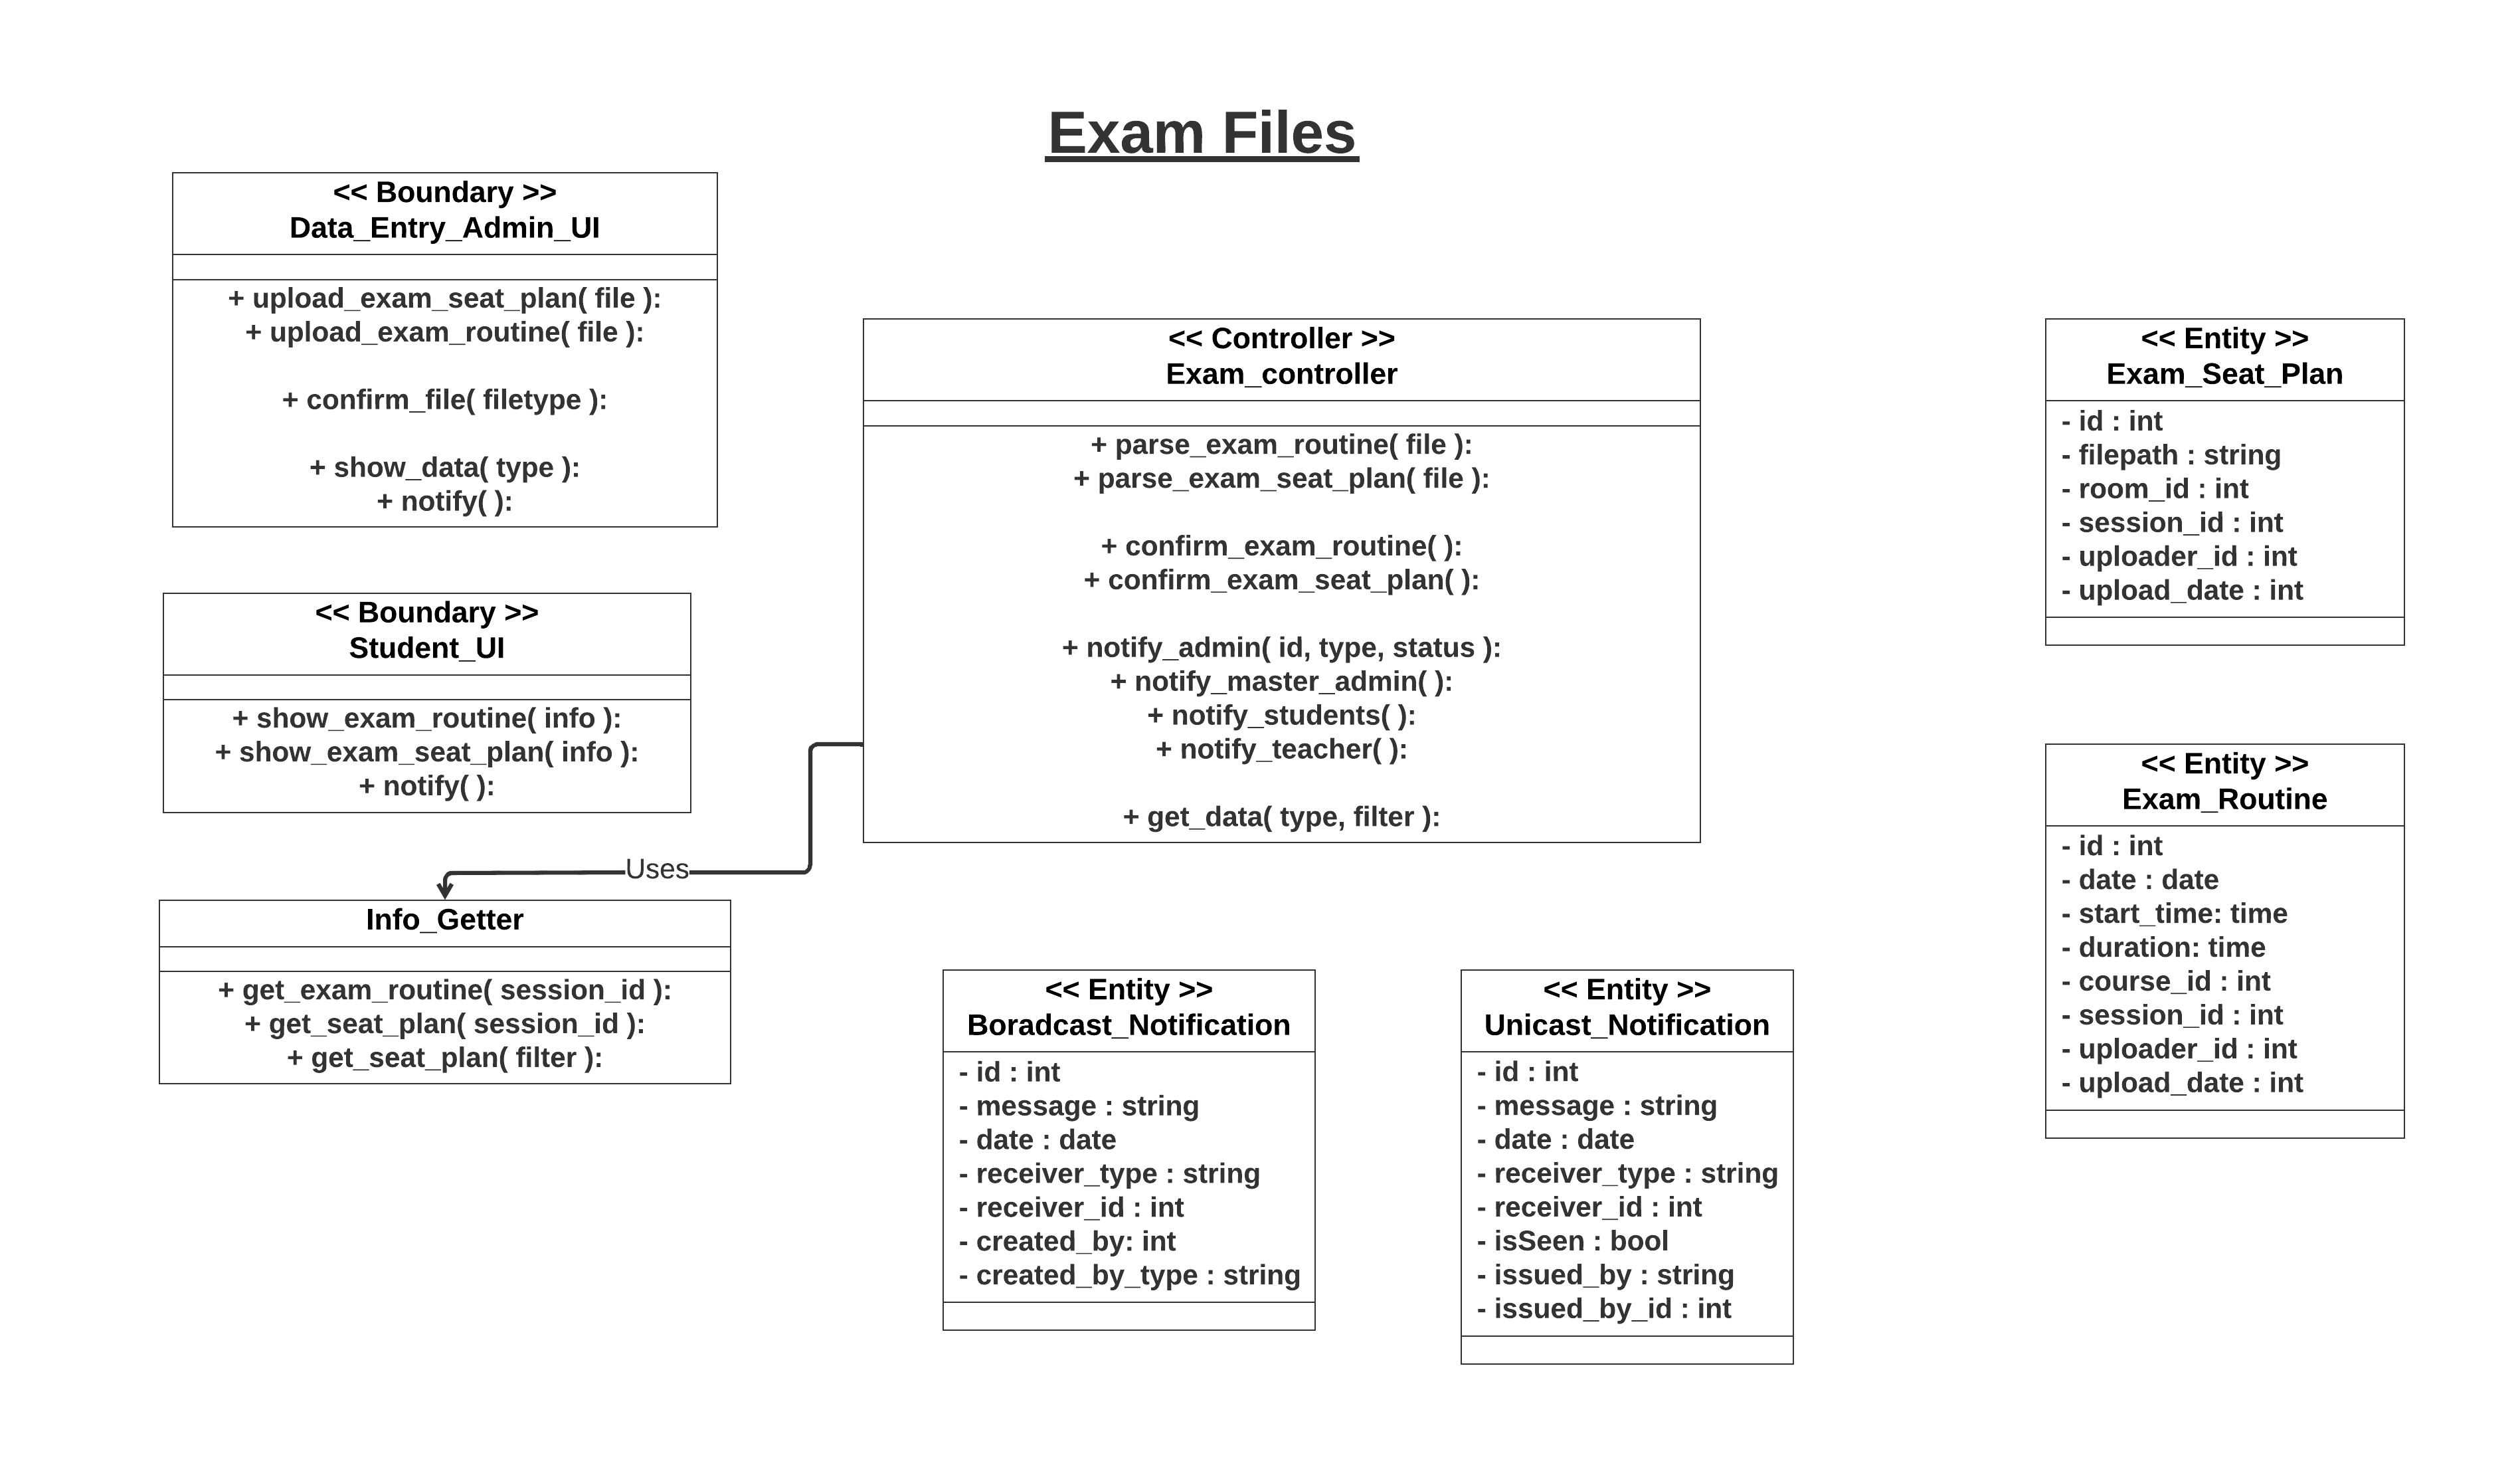 Exam Files
<< Boundary >>
Data_Entry_Admin_UI
+ upload_exam_seat_plan( file ):
+ upload_exam_routine( file ):
+ confirm_file( filetype ):
+ show_data( type ):
+ notify( ):
<< Boundary >>
Student_UI
+ show_exam_routine( info ):
+ show_exam_seat_plan( info ):
+ notify( ):
Uses
Info_Getter
+ get_exam_routine( session_id ):
+ get_seat_plan( session_id ):
+ get_seat_plan( filter ):
<< Controller >>
Exam_controller
+ parse_exam_routine( file ):
+ parse_exam_seat_plan( file ):
+ confirm_exam_routine( ):
+ confirm_exam_seat_plan( ):
+ notify_admin( id, type, status ):
+ notify_master_admin( ):
+ notify_students( ):
+ notify_teacher( ):
+ get_data( type, filter ):
<< Entity >>
Boradcast_Notification
- id : int
- message : string
- date : date
- receiver_type : string
- receiver_id : int
- created_by: int
- created_by_type : string
<< Entity >>
Unicast_Notification
- id : int
- message : string
- date : date
- receiver_type : string
- receiver_id : int
- isSeen : bool
- issued_by : string
- issued_by_id : int
<< Entity >>
Exam_Seat_Plan
- id : int
- filepath : string
- room_id : int
- session_id : int
- uploader_id : int
- upload_date : int
<< Entity >>
Exam_Routine
- id : int
- date : date
- start_time: time
- duration: time
- course_id : int
- session_id : int
- uploader_id : int
- upload_date : int